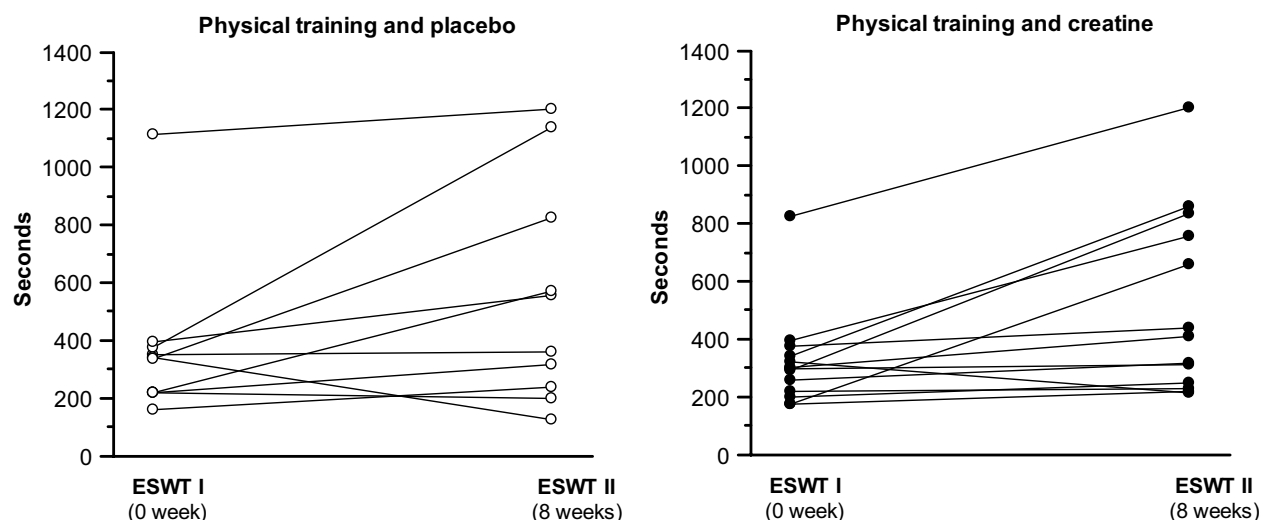 Physical training and placebo
1400
1200
1000
800
600
400
200
0
Seconds
ESWT I
(0 week)
ESWT II
(8 weeks)
Physical training and creatine
1400
1200
1000
800
600
400
200
0
Seconds
ESWT I
(0 week)
ESWT II
(8 weeks)